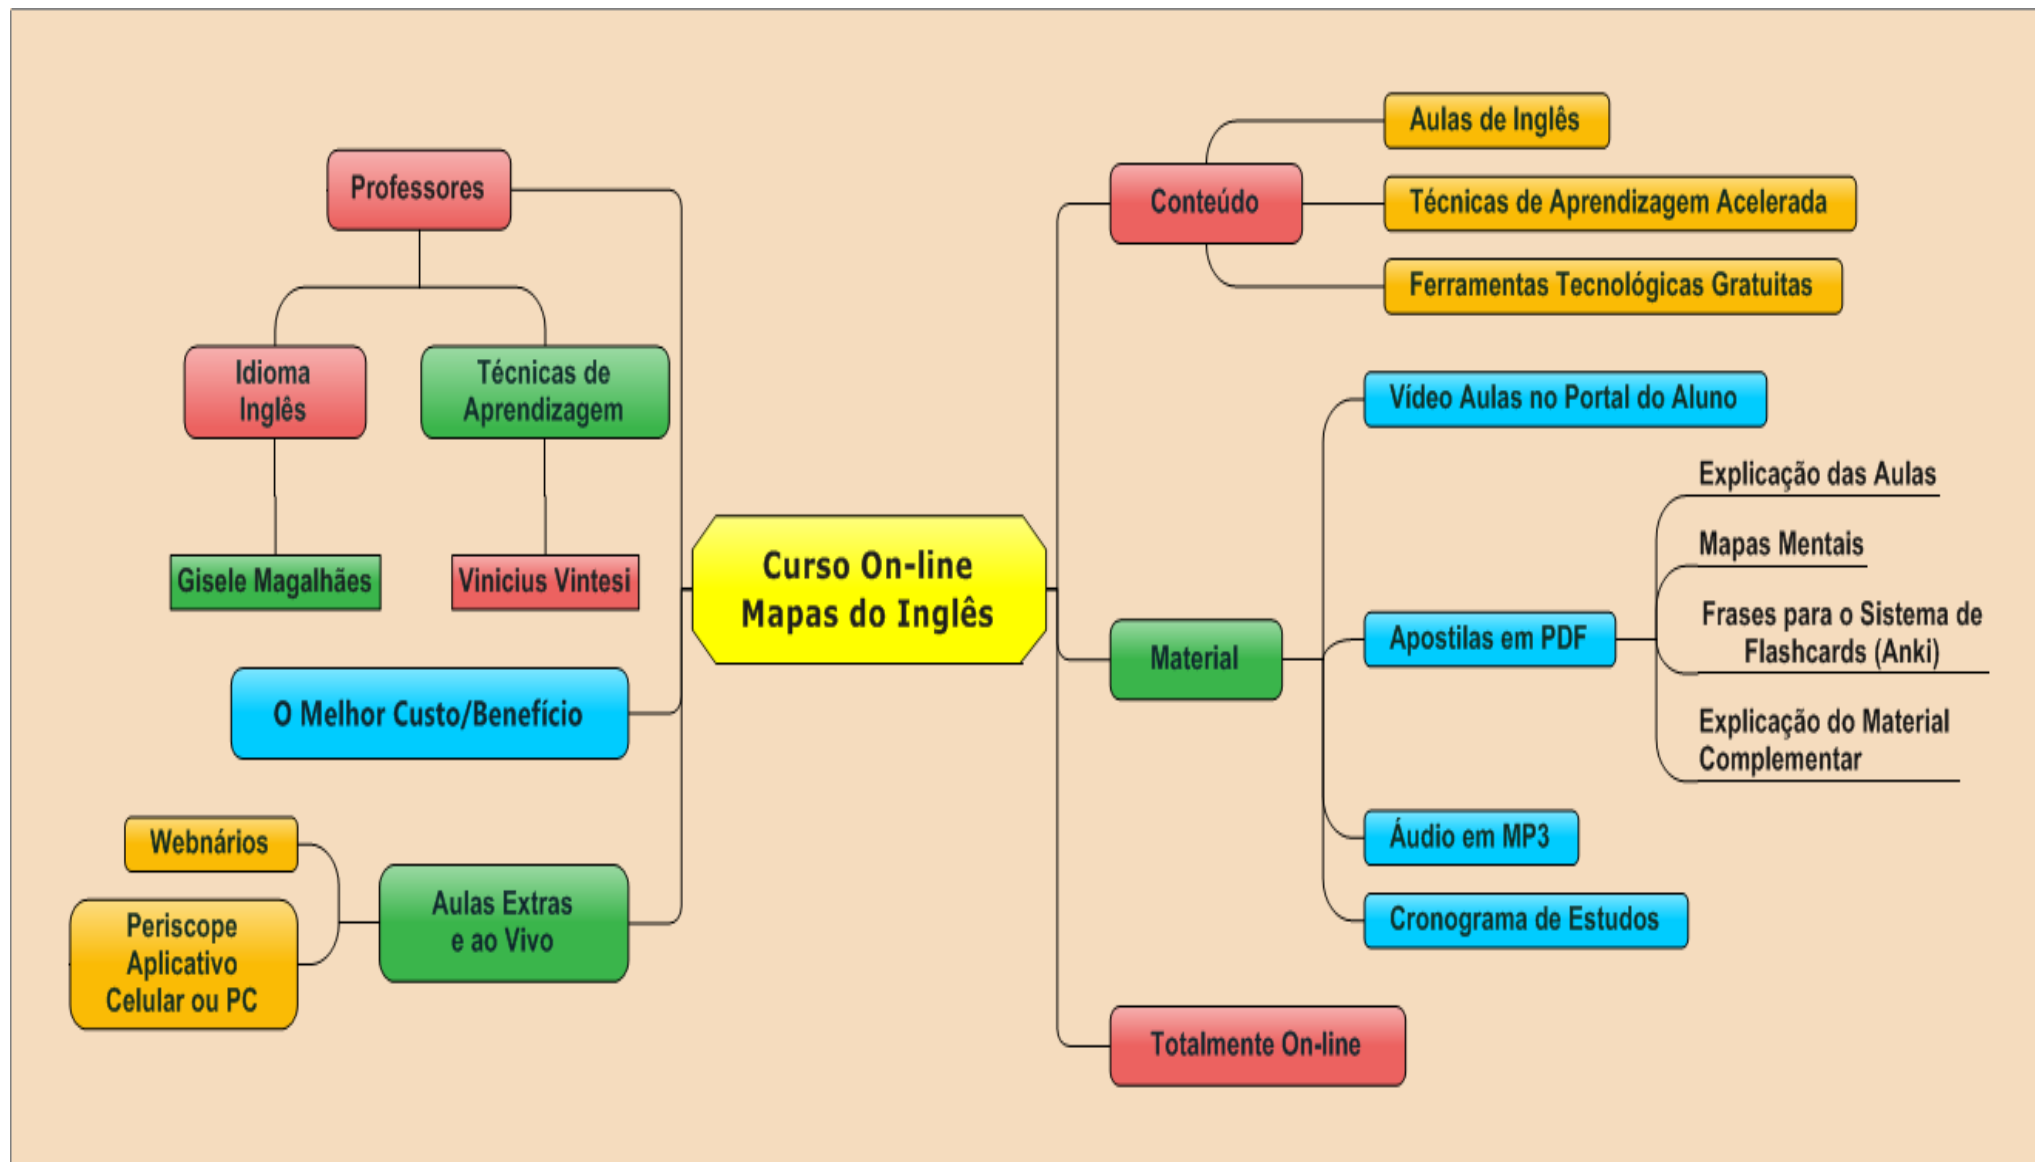 Curso On-line
Mapas do Inglês
Professores
Idioma
Inglês
Gisele Magalhães
Técnicas de
Aprendizagem
Vinicius Vintesi
O Melhor Custo/Benefício
Aulas Extras
e ao Vivo
Webnários
Periscope
Aplicativo
Celular ou PC
Conteúdo
Aulas de Inglês
Técnicas de Aprendizagem Acelerada
Ferramentas Tecnológicas Gratuitas
Material
Vídeo Aulas no Portal do Aluno
Apostilas em PDF
Explicação das Aulas
Mapas Mentais
Frases para o Sistema de
Flashcards (Anki)
Explicação do Material
Complementar
Áudio em MP3
Cronograma de Estudos
Totalmente On-line